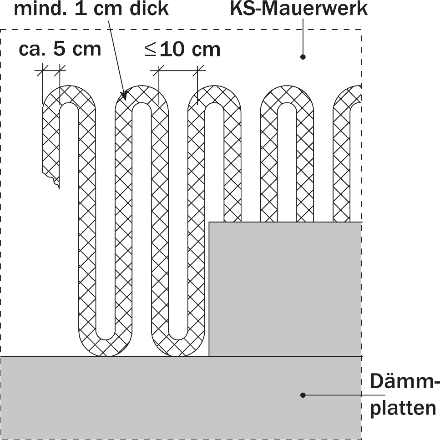 mind. 1 cm dick
KS-Mauerwerk
ca. 5 cm
≤10 cm
Dämm-
platten